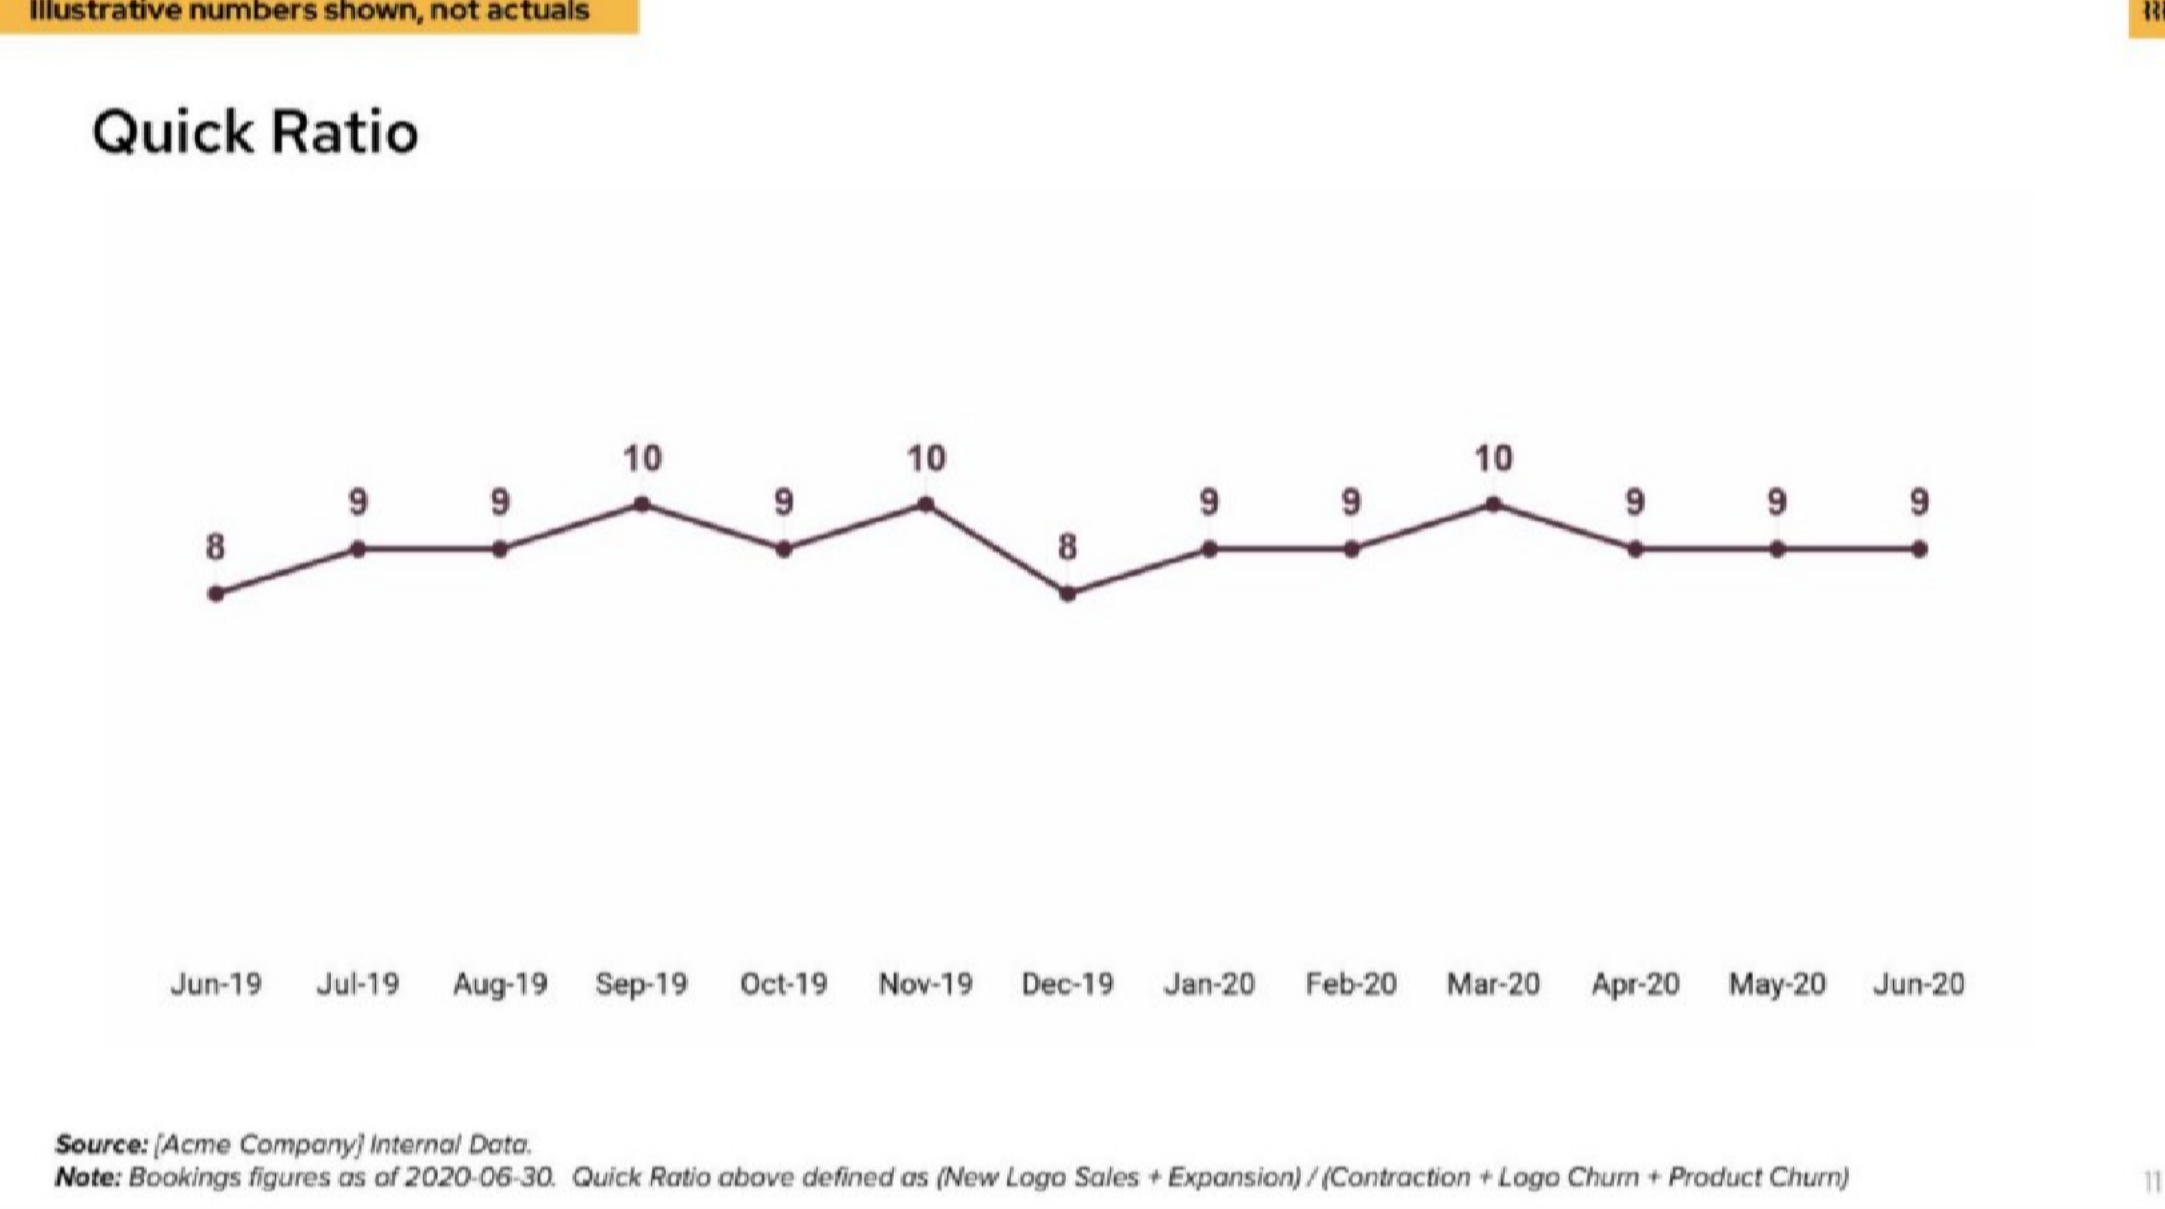 Illustrative numbers shown, not actuals
Quick Ratio
8 9 9 10 9 10 8 9 9 10 9 9 9
Jun-19 Jul-19 Aug-19 Sep-19 Oct-19 Nov-19 Dec-19 Jan-20 Feb-20 Mar-20 Apr-20 May-20 Jun-20
Source: [Acme Company] Internal Data.
Note: Bookings figures as of 2020-06-30. Quick Ratio above defined as (New Logo Sales + Expansion) / (Contraction + Logo Churn + Product Churn)
11